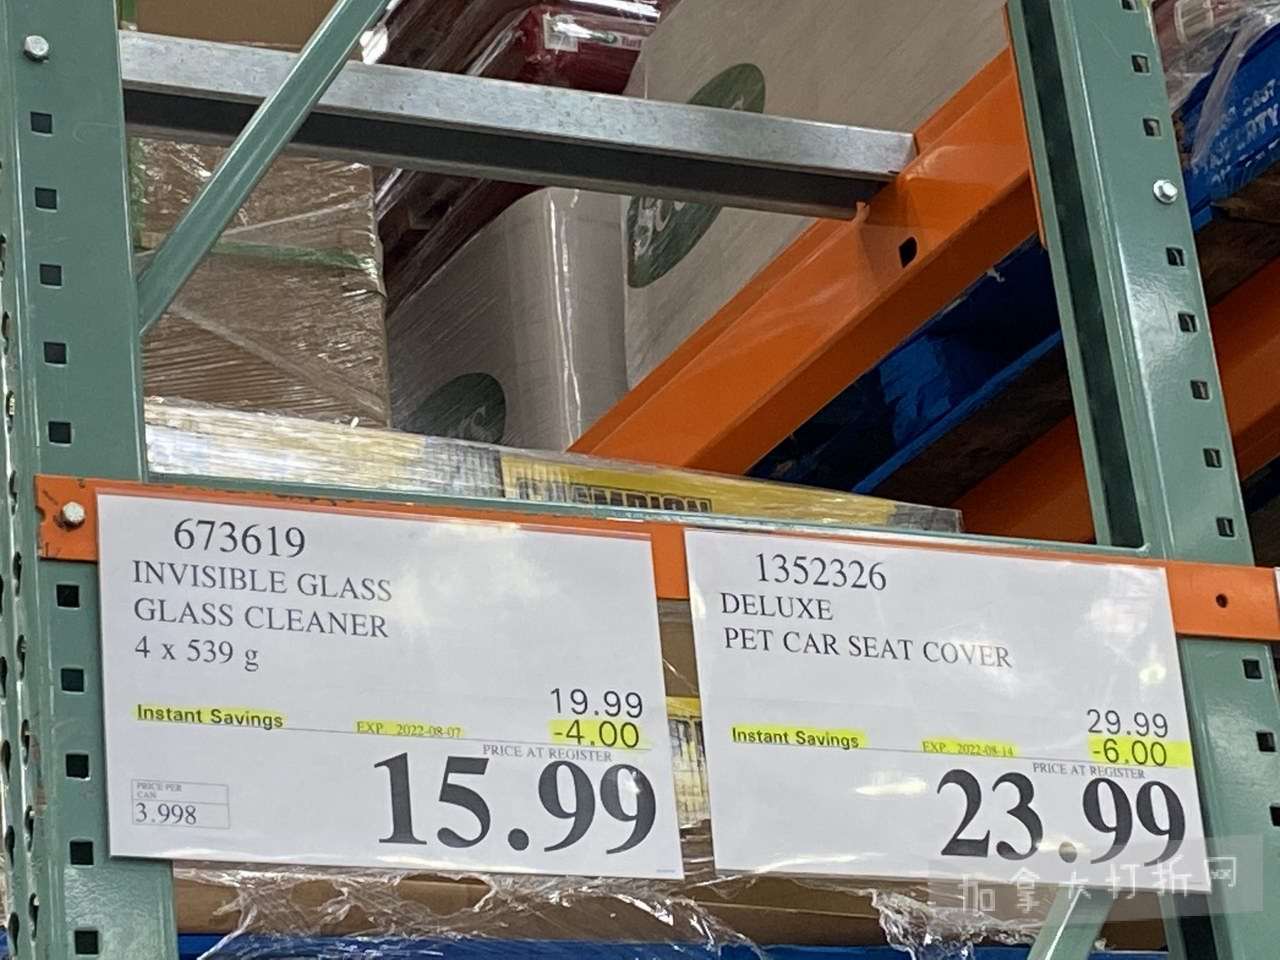 673619
INVISIBLE GLASS
GLASS CLEANER
4 x 539 g
19.99
Instant Savings EXP 2022-08-07 -4.00
PRICE AT REGISTER
15.99
PRICE PER
CAN
3.998
1352326
DELUXE
PET CAR SEAT COVER
29.99
Instant Savings EXP 2022-08-14 -6.00
PRICE AT REGISTER
23.99
加拿大打折网